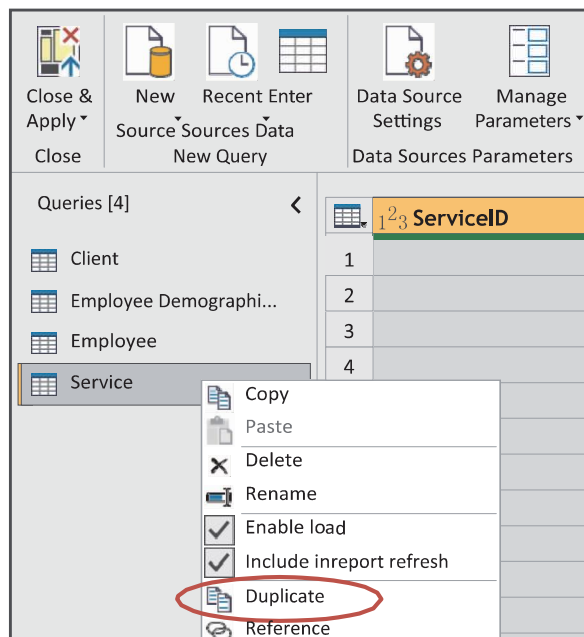 Close & Apply
New Source
Recent Sources
Enter Data
Data Source Settings
Manage Parameters
Close
New Query
Data Sources
Parameters
Queries [4]
Client
Employee Demographi...
Employee
Service
123 ServiceID
1
2
3
4
Copy
Paste
Delete
Rename
Enable load
Include inreport refresh
Duplicate
Reference